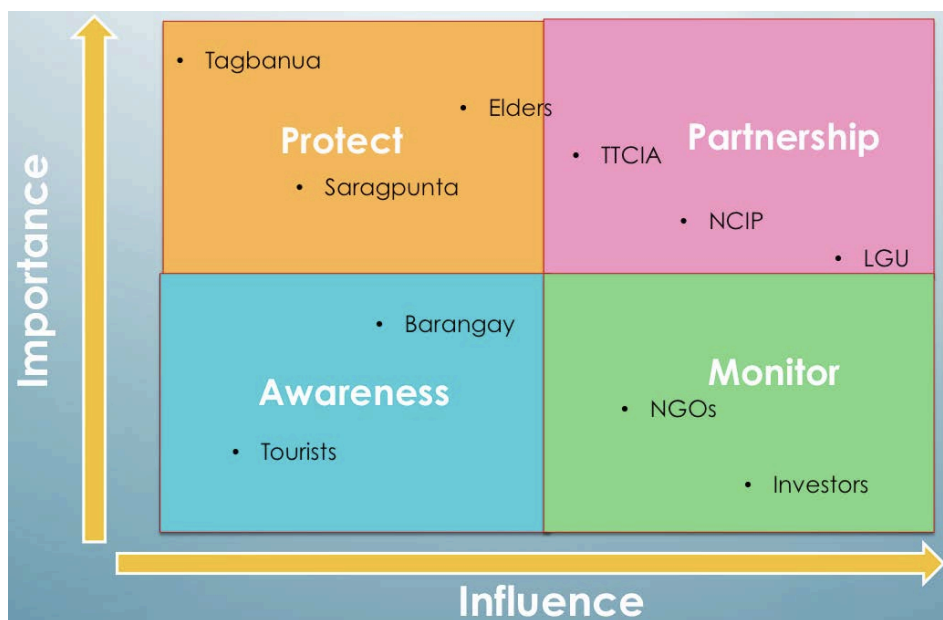 Importance
• Tagbanua
• Elders
Protect
• Saragpunta
Partnership
• TTCIA
• NCIP
• LGU
• Barangay
Awareness
• Tourists
Monitor
• NGOs
• Investors
Influence